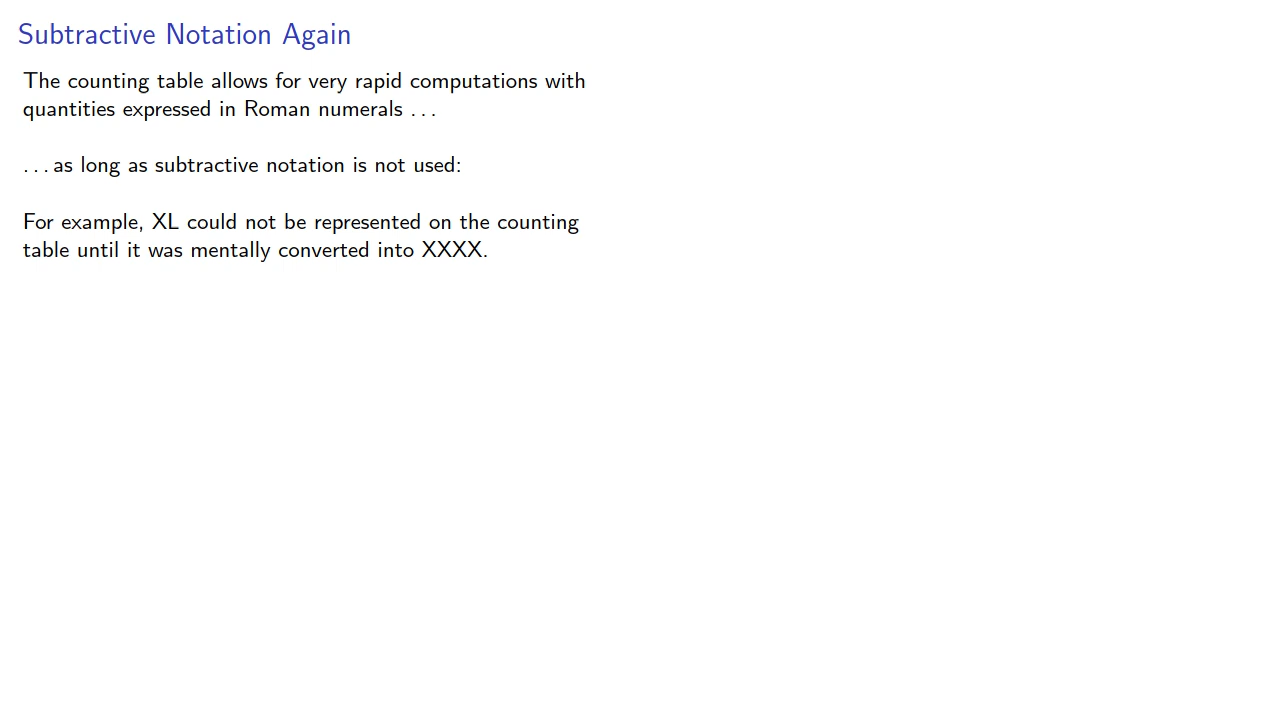 Subtractive Notation Again
The counting table allows for very rapid computations with
quantities expressed in Roman numerals ...
... as long as subtractive notation is not used:
For example, XL could not be represented on the counting
table until it was mentally converted into XXXX.